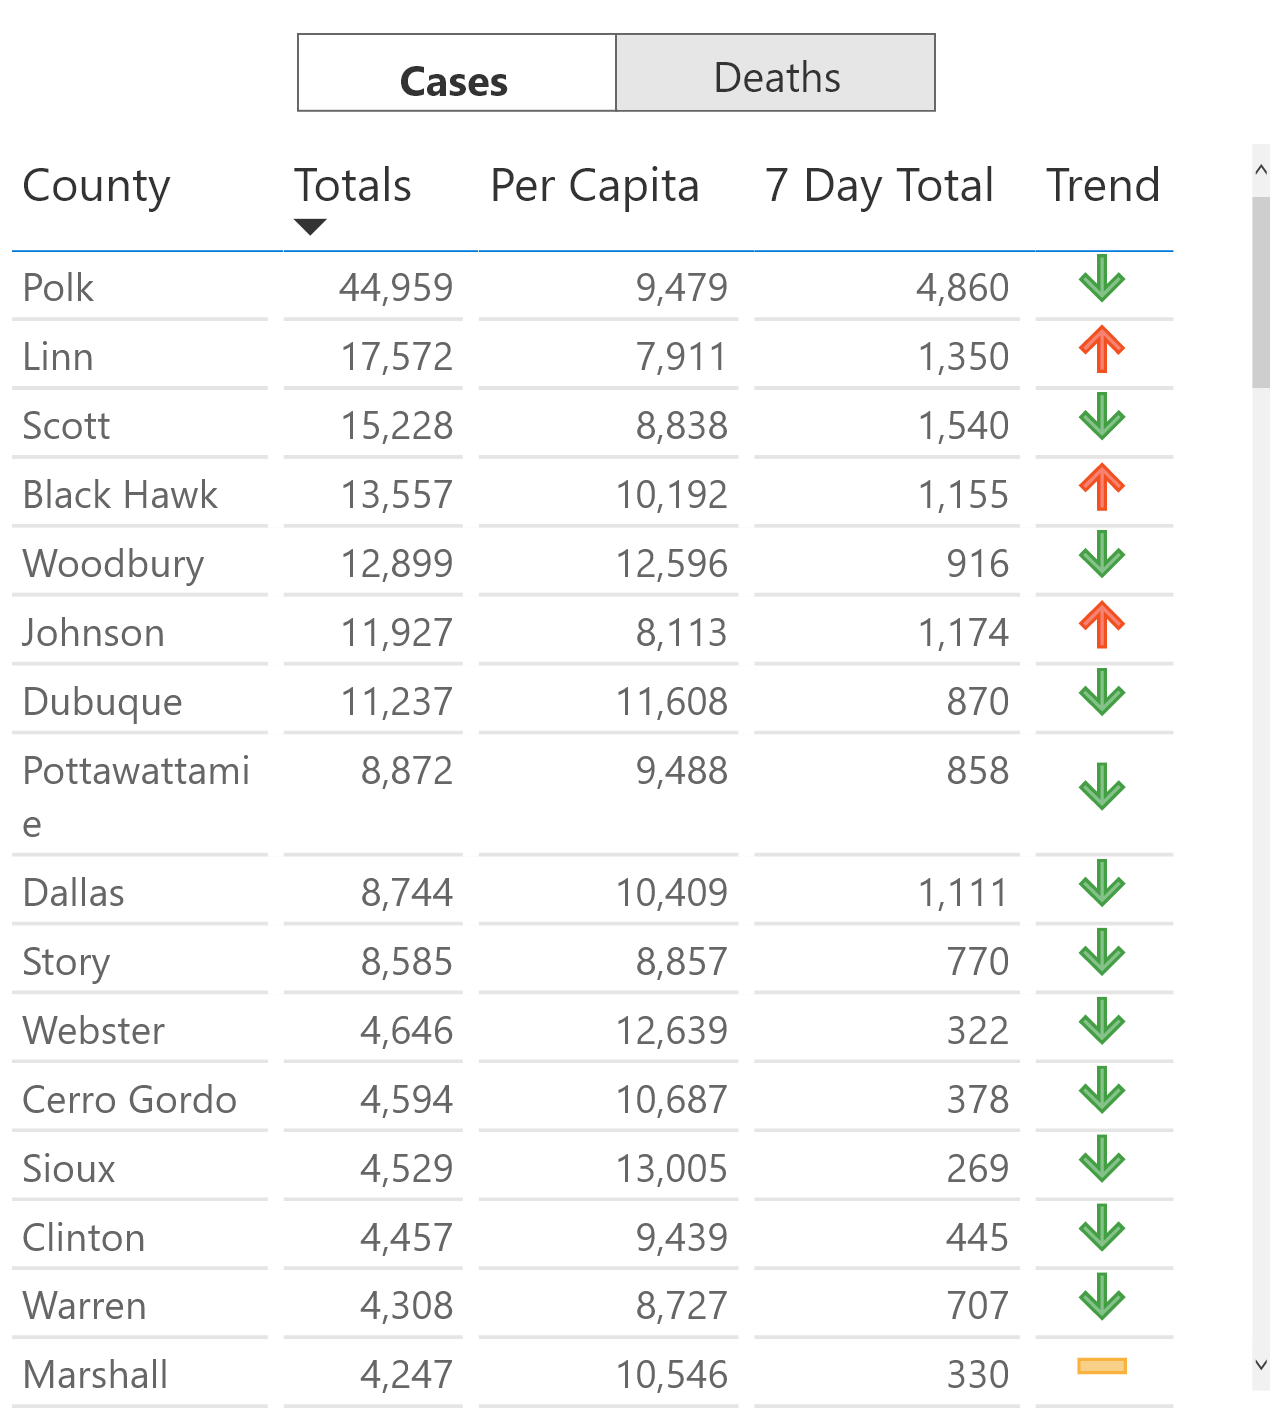 Cases Deaths
County Totals Per Capita 7 Day Total Trend
Polk 44,959 9,479 4,860
Linn 17,572 7,911 1,350
Scott 15,228 8,838 1,540
Black Hawk 13,557 10,192 1,155
Woodbury 12,899 12,596 916
Johnson 11,927 8,113 1,174
Dubuque 11,237 11,608 870
Pottawattami 8,872 9,488 858
e
Dallas 8,744 10,409 1,111
Story 8,585 8,857 770
Webster 4,646 12,639 322
Cerro Gordo 4,594 10,687 378
Sioux 4,529 13,005 269
Clinton 4,457 9,439 445
Warren 4,308 8,727 707
Marshall 4,247 10,546 330